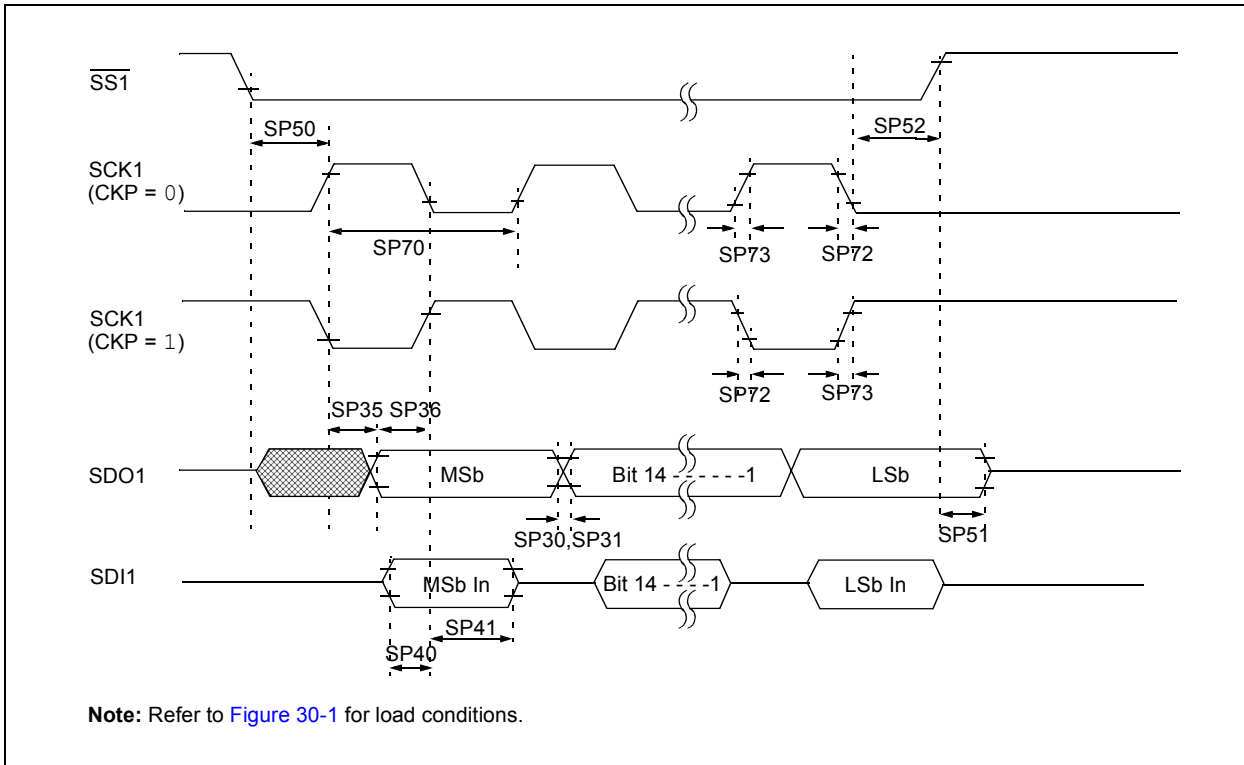 SS1
SP50
SP52
SCK1
(CKP = 0)
SP70
SP73
SP72
SCK1
(CKP = 1)
SP72
SP73
SP35 SP36
SDO1
MSb
Bit 14 - - - - - -1
LSb
SP30,SP31
SP51
SDI1
MSb In
Bit 14 - - - -1
LSb In
SP41
SP40
Note: Refer to Figure 30-1 for load conditions.